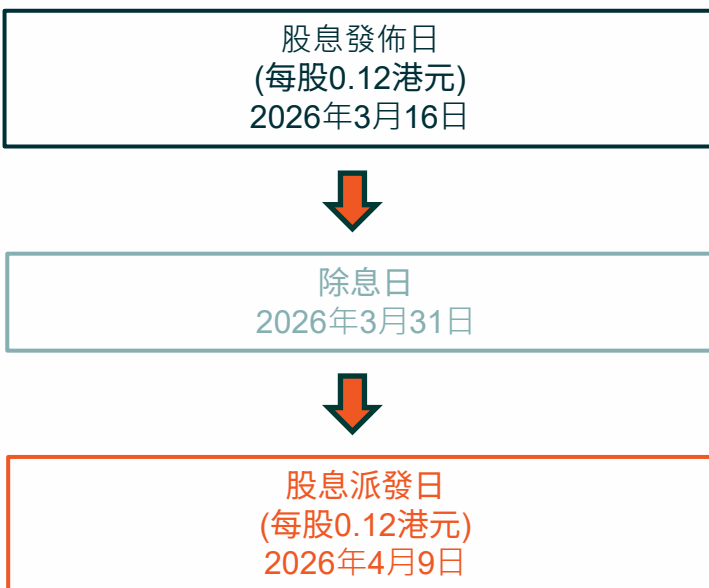 股息發佈日
(每股0.12港元)
2026年3月16日
除息日
2026年3月31日
股息派發日
(每股0.12港元)
2026年4月9日